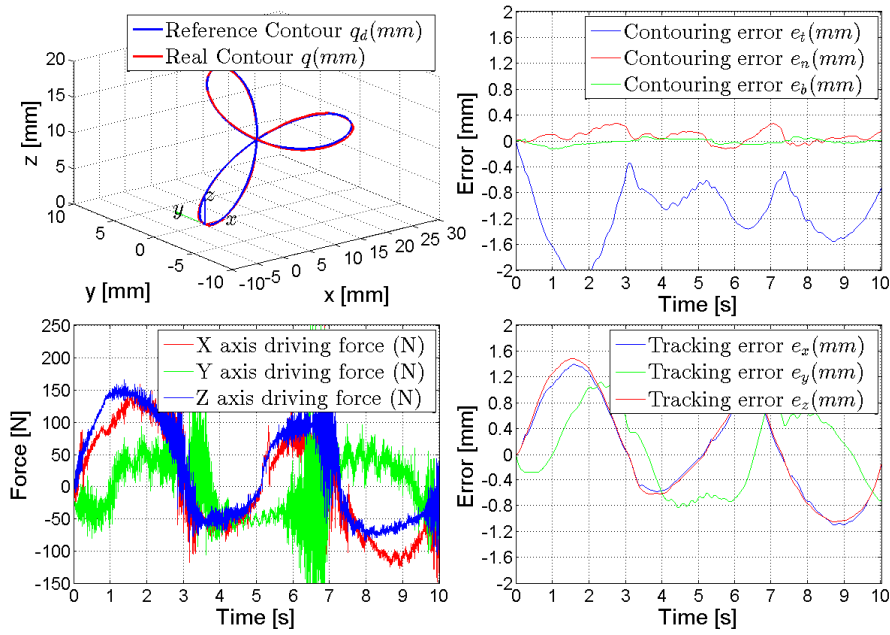 Reference Contour q_d(mm)
Real Contour q(mm)
20
15
10
5
0
z [mm]
10
5
0
-5
-10
y [mm]
-10
-5
0
5
10
15
20
25
30
x [mm]
z
y
x
Contouring error e_t(mm)
Contouring error e_n(mm)
Contouring error e_b(mm)
2
1.6
1.2
0.8
0.4
0
-0.4
-0.8
-1.2
-1.6
-2
Error [mm]
0 1 2 3 4 5 6 7 8 9 10
Time [s]
X axis driving force (N)
Y axis driving force (N)
Z axis driving force (N)
250
200
150
100
50
0
-50
-100
-150
Force [N]
0 1 2 3 4 5 6 7 8 9 10
Time [s]
Tracking error e_x(mm)
Tracking error e_y(mm)
Tracking error e_z(mm)
2
1.6
1.2
0.8
0.4
0
-0.4
-0.8
-1.2
-1.6
-2
Error [mm]
0 1 2 3 4 5 6 7 8 9 10
Time [s]